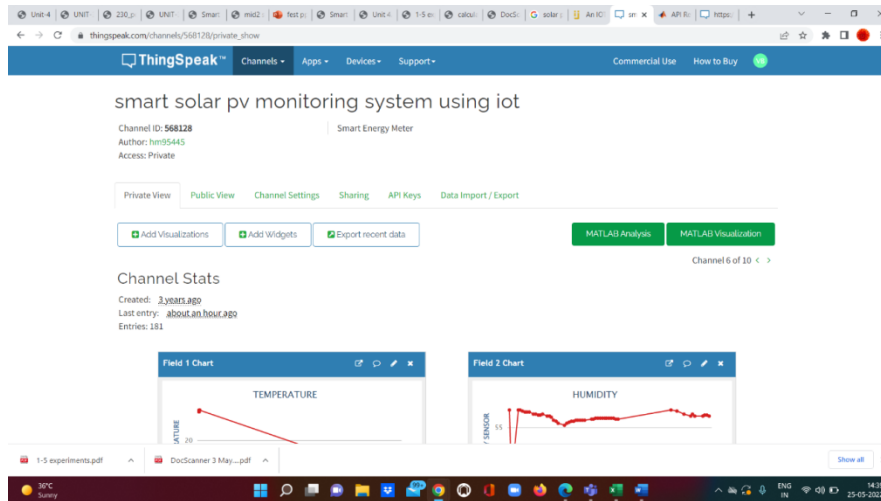 Unit-4
UNIT-
230_p
UNIT
Smar
mid2
fest p
Smar
Unit 4
1-5 ex
calcul
DocSc
solar p
An IC
sm
API R
https:
thingspeak.com/channels/568128/private_show
ThingSpeak™ Channels Apps Devices Support Commercial Use How to Buy
smart solar pv monitoring system using iot
Channel ID: 568128
Author: hm95445
Access: Private
Smart Energy Meter
Private View Public View Channel Settings Sharing API Keys Data Import / Export
Add Visualizations Add Widgets Export recent data MATLAB Analysis MATLAB Visualization
Channel 6 of 10 < >
Channel Stats
Created: 3 years ago
Last entry: about an hour ago
Entries: 181
Field 1 Chart
TEMPERATURE
RATURE
20
Field 2 Chart
HUMIDITY
Y SENSOR
55
1-5 experiments.pdf DocScanner 3 May....pdf Show all
36°C
Sunny
99+
ENG
IN
14:39